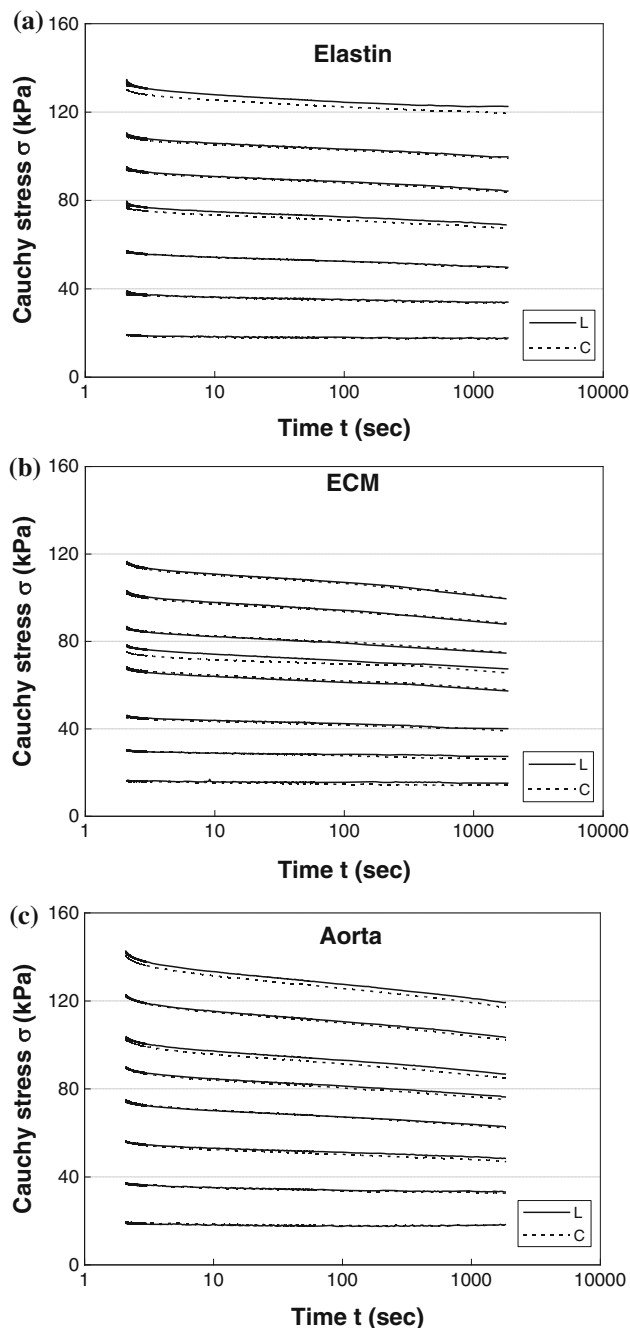 (a)
Elastin
Cauchy stress σ (kPa)
160
120
80
40
0
L
C
1 10 100 1000 10000
Time t (sec)
(b)
ECM
Cauchy stress σ (kPa)
160
120
80
40
0
L
C
1 10 100 1000 10000
Time t (sec)
(c)
Aorta
Cauchy stress σ (kPa)
160
120
80
40
0
L
C
1 10 100 1000 10000
Time t (sec)